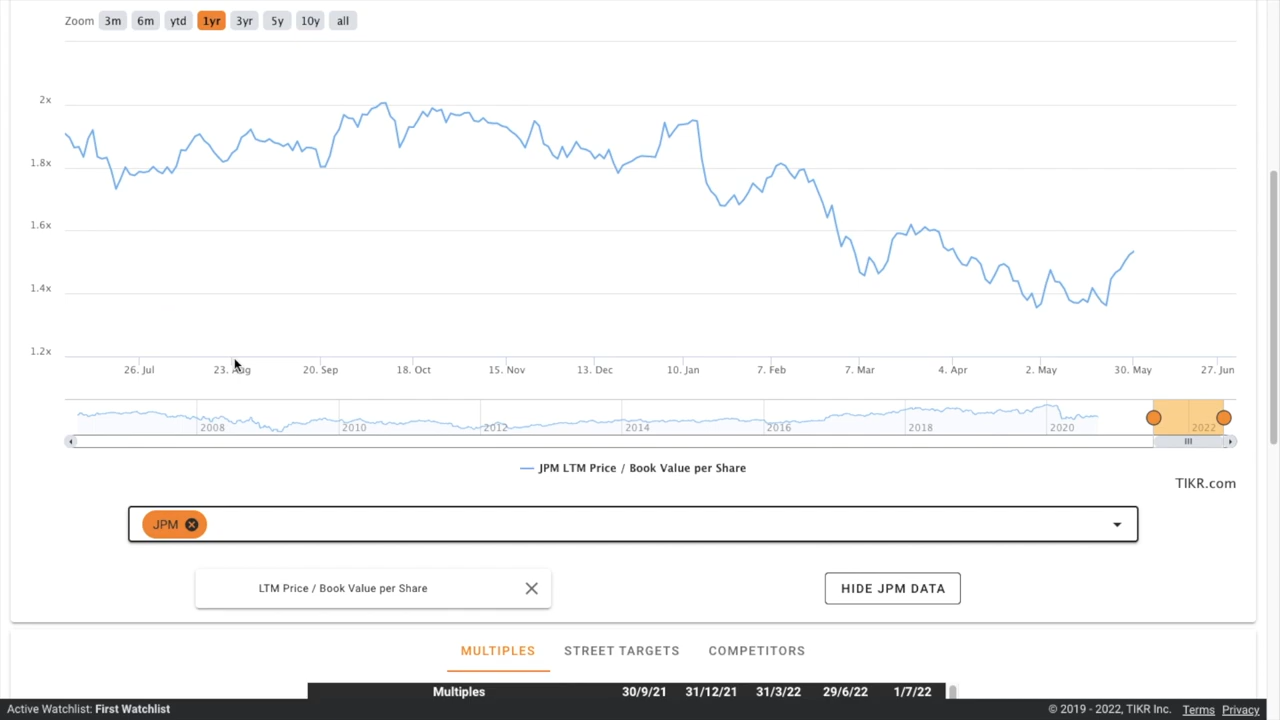 Zoom 3m 6m ytd 1yr 3yr 5y 10y all
2x
1.8x
1.6x
1.4x
1.2x
26. Jul 23. Aug 20. Sep 18. Oct 15. Nov 13. Dec 10. Jan 7. Feb 7. Mar 4. Apr 2. May 30. May 27. Jun
2008 2010 2012 2014 2016 2018 2020 2022
JPM LTM Price / Book Value per Share
TIKR.com
JPM
LTM Price / Book Value per Share
HIDE JPM DATA
MULTIPLES STREET TARGETS COMPETITORS
Multiples 30/9/21 31/12/21 31/3/22 29/6/22 1/7/22
Active Watchlist: First Watchlist © 2019 - 2022, TIKR Inc. Terms Privacy